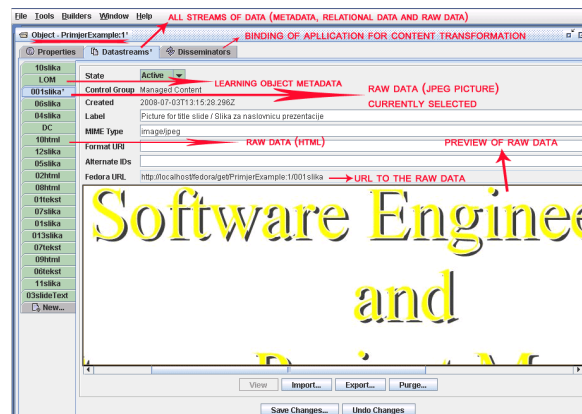 File Tools Builders Window Help
ALL STREAMS OF DATA (METADATA, RELATIONAL DATA AND RAW DATA)
Object - PrimjerExample:1*
BINDING OF APLLICATION FOR CONTENT TRANSFORMATION
Properties Datastreams* Disseminators
10slika
LOM
001slika*
06slika
04slika
DC
10html
12slika
05slika
02html
08html
01tekst
07slika
01slika
013slika
07tekst
09html
06tekst
11slika
03slideText
New...
State Active
LEARNING OBJECT METADATA
Control Group Managed Content
RAW DATA (JPEG PICTURE)
CURRENTLY SELECTED
Created 2008-07-03T13:15:28.296Z
Label Picture for title slide / Slika za naslovnicu prezentacije
MIME Type image/jpeg
RAW DATA (HTML)
PREVIEW OF RAW DATA
Format URI
Alternate IDs
Fedora URL http://localhost/fedora/get/PrimjerExample:1/001slika
URL TO THE RAW DATA
Software Enginee
and
View Import... Export... Purge...
Save Changes... Undo Changes